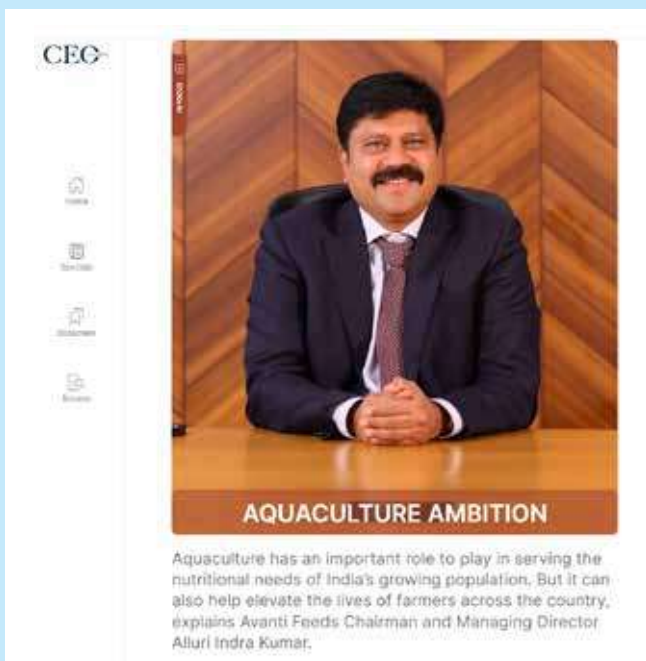 CEO
Home
AQUACULTURE AMBITION
Aquaculture has an important role to play in serving the
nutritional needs of India's growing population. But it can
also help elevate the lives of farmers across the country,
explains Avanti Feeds Chairman and Managing Director
Alluri Indra Kumar.